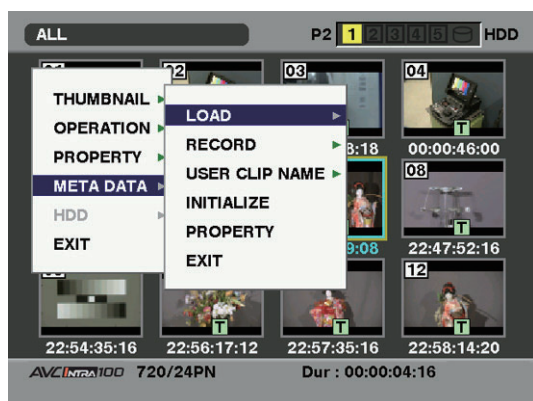 ALL
P2 1 2 3 4 5 HDD
02 03 04
THUMBNAIL
OPERATION
PROPERTY
META DATA
HDD
EXIT
LOAD
RECORD
USER CLIP NAME
INITIALIZE
PROPERTY
EXIT
8:18 00:00:46:00
T
08
9:08 22:47:52:16
T
12
T T T
22:54:35:16 22:56:17:12 22:57:35:16 22:58:14:20
AVC INTRA 100 720/24PN Dur : 00:00:04:16